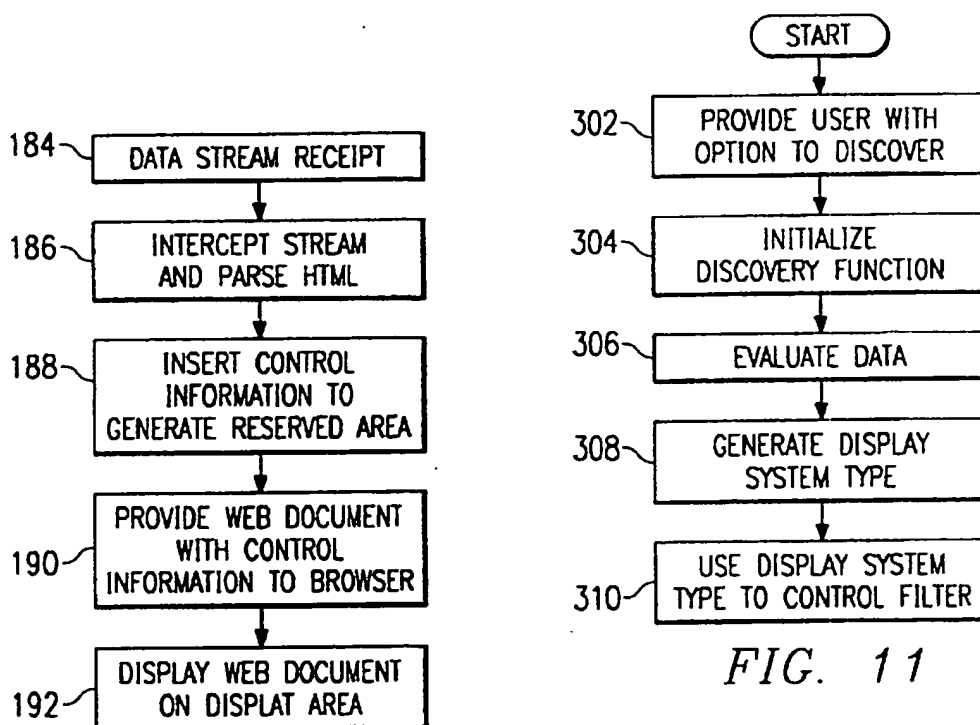 184
DATA STREAM RECEIPT
186
INTERCEPT STREAM
AND PARSE HTML
188
INSERT CONTROL
INFORMATION TO
GENERATE RESERVED AREA
190
PROVIDE WEB DOCUMENT
WITH CONTROL
INFORMATION TO BROWSER
192
DISPLAY WEB DOCUMENT
ON DISPLAT AREA
START
302
PROVIDE USER WITH
OPTION TO DISCOVER
304
INITIALIZE
DISCOVERY FUNCTION
306
EVALUATE DATA
308
GENERATE DISPLAY
SYSTEM TYPE
310
USE DISPLAY SYSTEM
TYPE TO CONTROL FILTER
FIG. 11